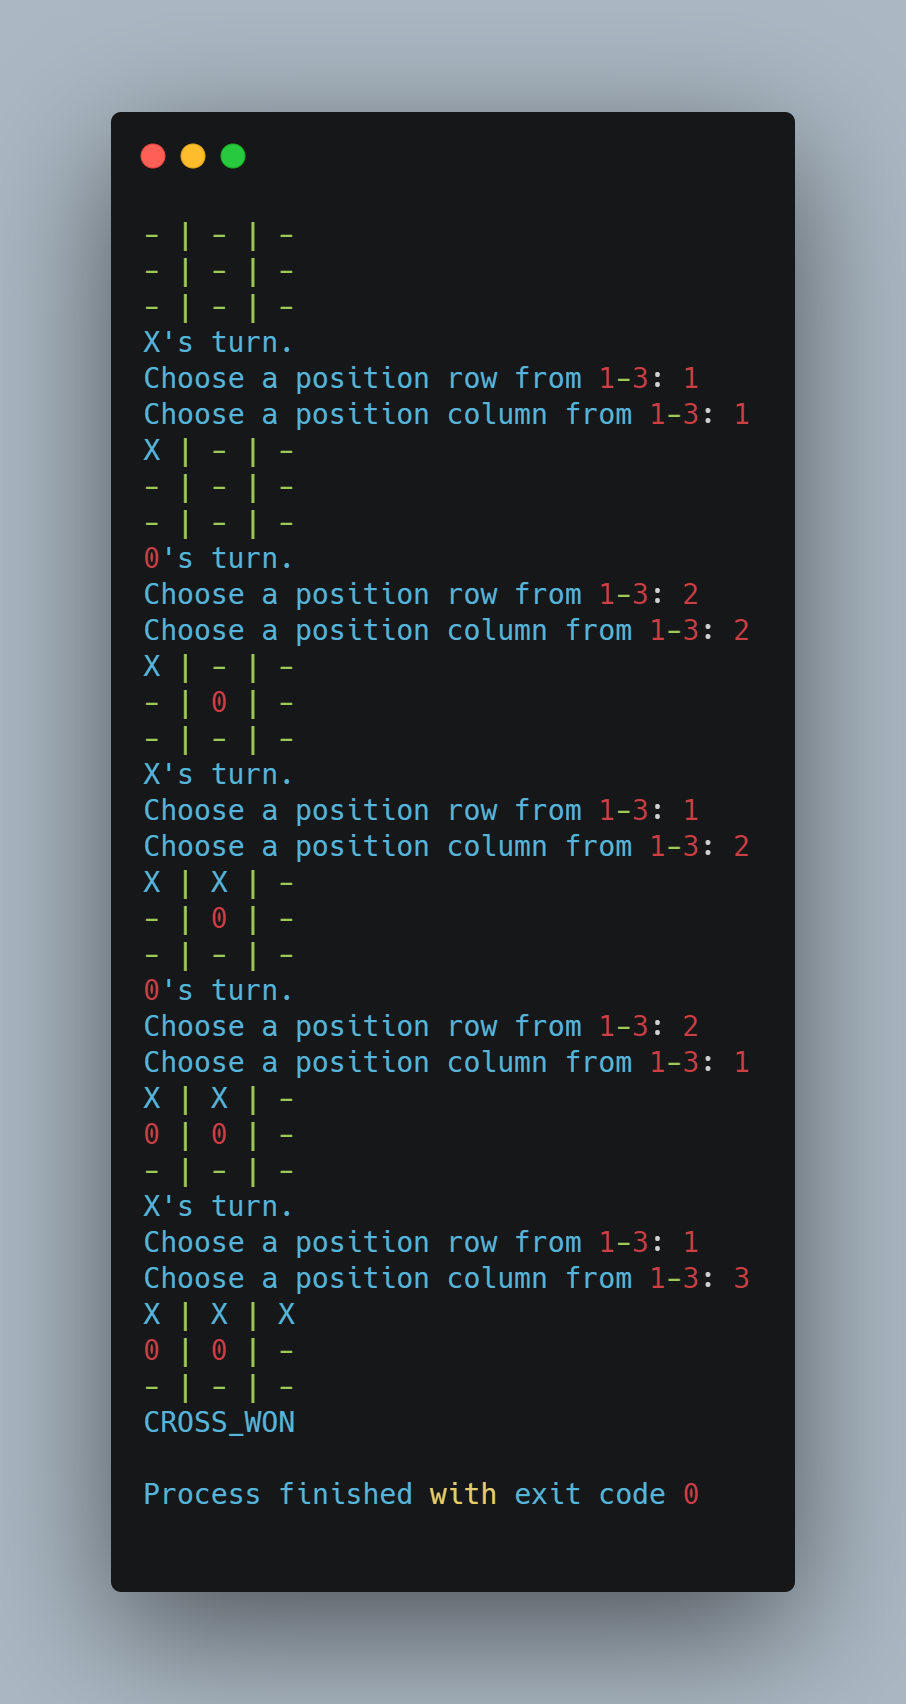 - | - | -
- | - | -
- | - | -
X's turn.
Choose a position row from 1-3: 1
Choose a position column from 1-3: 1
X | - | -
- | - | -
- | - | -
0's turn.
Choose a position row from 1-3: 2
Choose a position column from 1-3: 2
X | - | -
- | 0 | -
- | - | -
X's turn.
Choose a position row from 1-3: 1
Choose a position column from 1-3: 2
X | X | -
- | 0 | -
- | - | -
0's turn.
Choose a position row from 1-3: 2
Choose a position column from 1-3: 1
X | X | -
0 | 0 | -
- | - | -
X's turn.
Choose a position row from 1-3: 1
Choose a position column from 1-3: 3
X | X | X
0 | 0 | -
- | - | -
CROSS_WON
Process finished with exit code 0